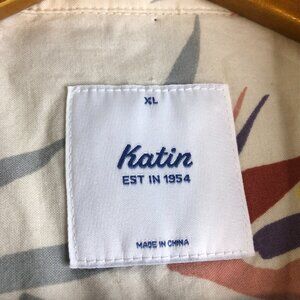 XL
Katin
EST IN 1954
MADE IN CHINA